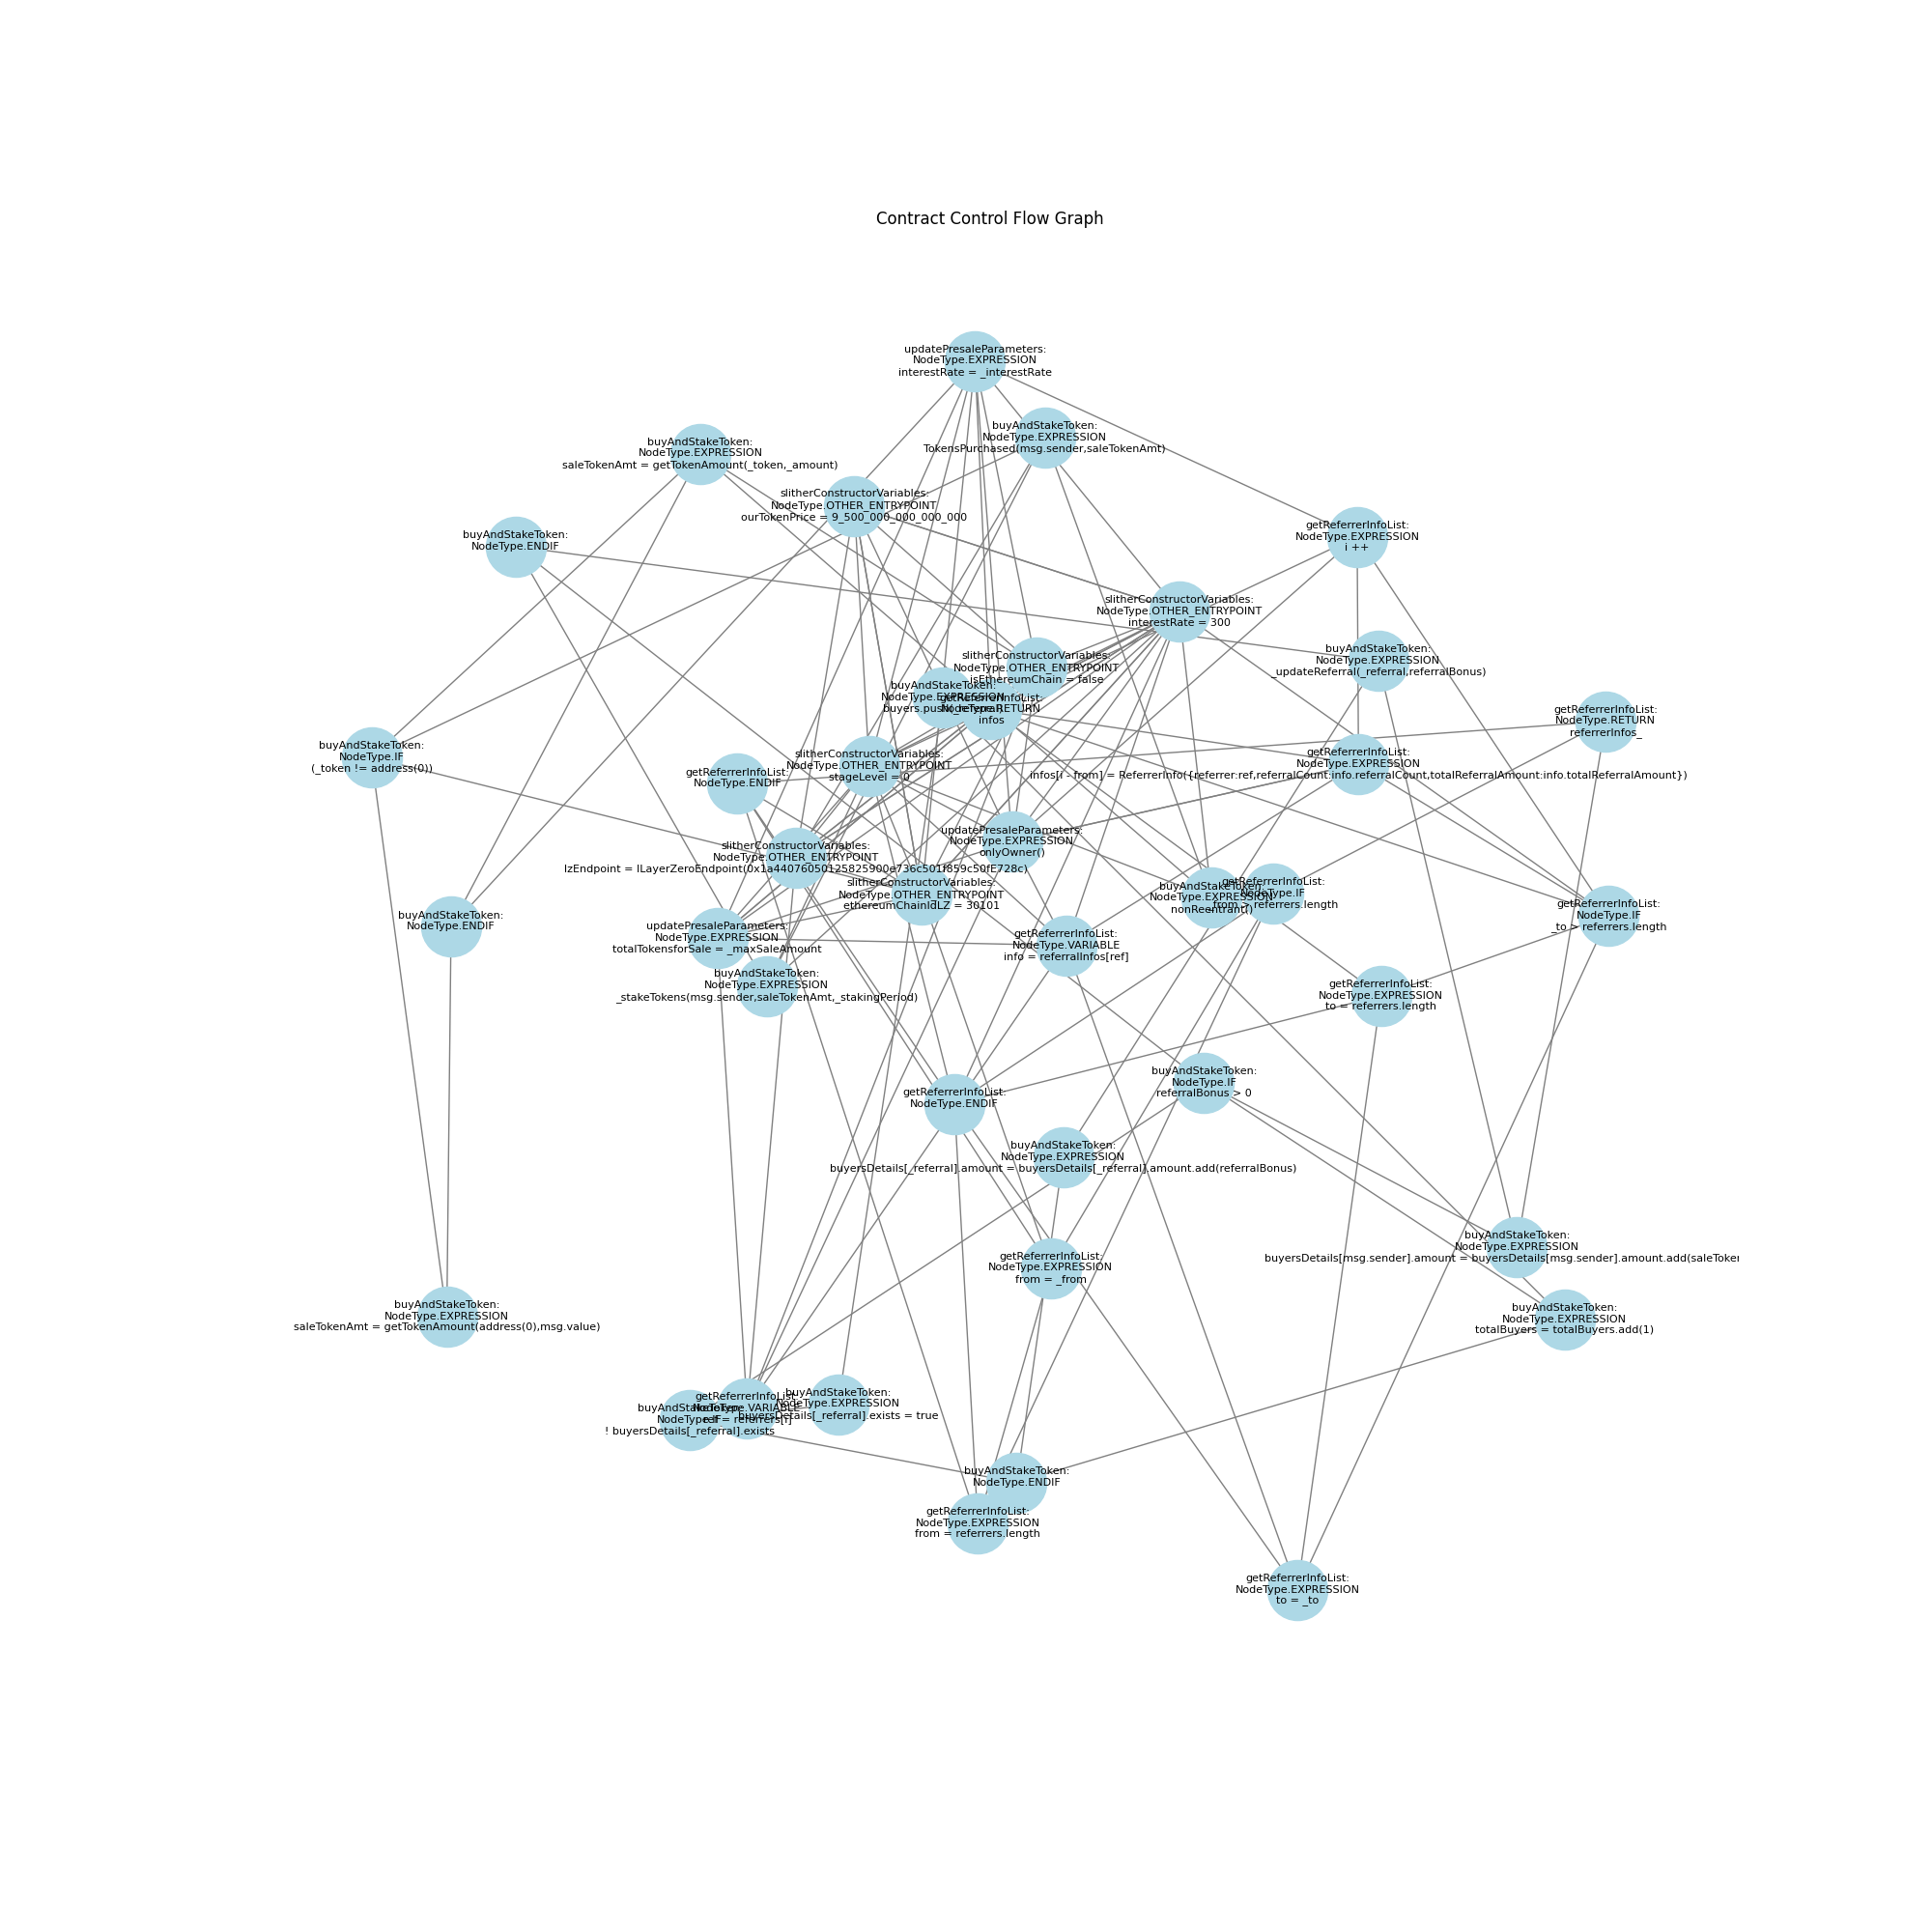 Contract Control Flow Graph
updatePresaleParameters:
NodeType.EXPRESSION
interestRate = _interestRate
buyAndStakeToken:
NodeType.EXPRESSION
TokensPurchased(msg.sender,saleTokenAmt)
buyAndStakeToken:
NodeType.EXPRESSION
saleTokenAmt = getTokenAmount(_token,_amount)
slitherConstructorVariables:
NodeType.OTHER_ENTRYPOINT
ourTokenPrice = 9_500_000_000_000_000
getReferrerInfoList:
NodeType.EXPRESSION
i ++
buyAndStakeToken:
NodeType.ENDIF
slitherConstructorVariables:
NodeType.OTHER_ENTRYPOINT
interestRate = 300
buyAndStakeToken:
NodeType.EXPRESSION
_updateReferral(_referral,referralBonus)
slitherConstructorVariables:
NodeType.OTHER_ENTRYPOINT
isEthereumChain = false
buyAndStakeToken:
NodeType.EXPRESSION
buyers.push(_referral)
getReferrerInfoList:
NodeType.RETURN
infos
getReferrerInfoList:
NodeType.RETURN
referrerInfos_
buyAndStakeToken:
NodeType.IF
(_token != address(0))
slitherConstructorVariables:
NodeType.OTHER_ENTRYPOINT
stageLevel = 0
getReferrerInfoList:
NodeType.EXPRESSION
infos[i - from] = ReferrerInfo({referrer:ref,referralCount:info.referralCount,totalReferralAmount:info.totalReferralAmount})
getReferrerInfoList:
NodeType.ENDIF
updatePresaleParameters:
NodeType.EXPRESSION
onlyOwner()
slitherConstructorVariables:
NodeType.OTHER_ENTRYPOINT
lzEndpoint = ILayerZeroEndpoint(0x1a44076050125825900e736c501f859c50fE728c)
slitherConstructorVariables:
NodeType.OTHER_ENTRYPOINT
ethereumChainIdLZ = 30101
buyAndStakeToken:
NodeType.EXPRESSION
nonReentrant()
getReferrerInfoList:
NodeType.IF
_from > referrers.length
getReferrerInfoList:
NodeType.IF
_to > referrers.length
buyAndStakeToken:
NodeType.ENDIF
updatePresaleParameters:
NodeType.EXPRESSION
totalTokensforSale = _maxSaleAmount
getReferrerInfoList:
NodeType.VARIABLE
info = referralInfos[ref]
buyAndStakeToken:
NodeType.EXPRESSION
_stakeTokens(msg.sender,saleTokenAmt,_stakingPeriod)
getReferrerInfoList:
NodeType.EXPRESSION
to = referrers.length
buyAndStakeToken:
NodeType.IF
referralBonus > 0
getReferrerInfoList:
NodeType.ENDIF
buyAndStakeToken:
NodeType.EXPRESSION
buyersDetails[_referral].amount = buyersDetails[_referral].amount.add(referralBonus)
buyAndStakeToken:
NodeType.EXPRESSION
buyersDetails[msg.sender].amount = buyersDetails[msg.sender].amount.add(saleToken
getReferrerInfoList:
NodeType.EXPRESSION
from = _from
buyAndStakeToken:
NodeType.EXPRESSION
saleTokenAmt = getTokenAmount(address(0),msg.value)
buyAndStakeToken:
NodeType.EXPRESSION
totalBuyers = totalBuyers.add(1)
buyAndStakeToken:
NodeType.IF
! buyersDetails[_referral].exists
getReferrerInfoList:
NodeType.VARIABLE
ref = referrers[i]
buyAndStakeToken:
NodeType.EXPRESSION
buyersDetails[_referral].exists = true
buyAndStakeToken:
NodeType.ENDIF
getReferrerInfoList:
NodeType.EXPRESSION
from = referrers.length
getReferrerInfoList:
NodeType.EXPRESSION
to = _to